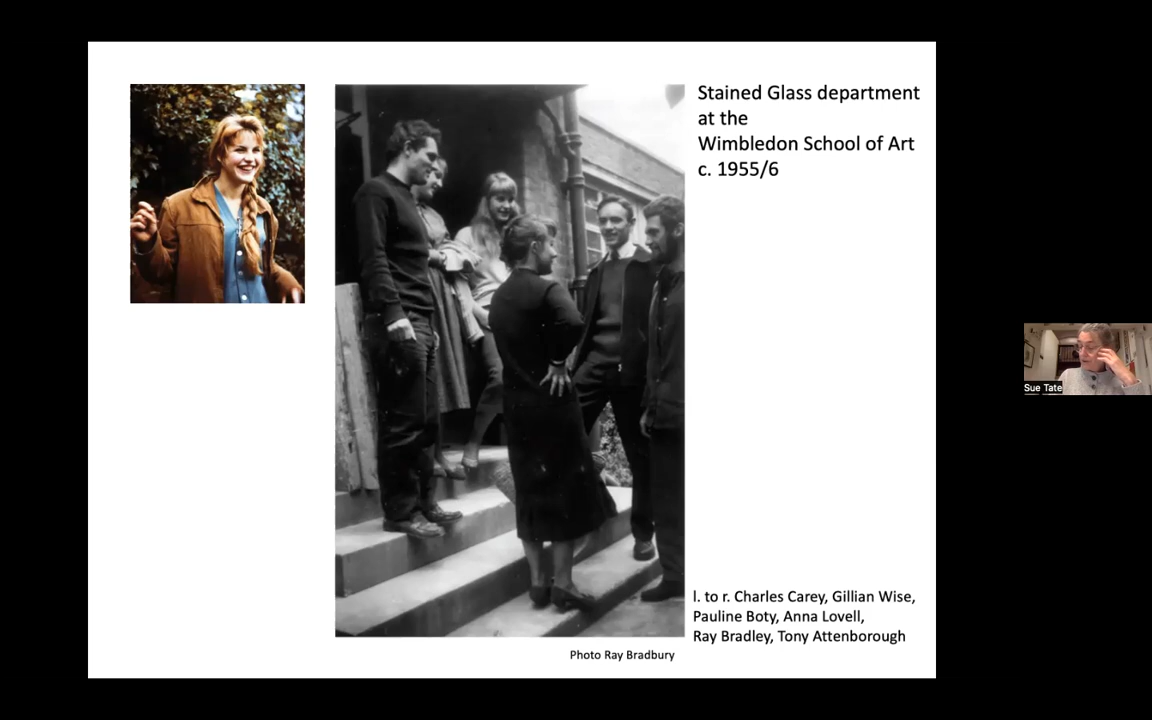 Stained Glass department
at the
Wimbledon School of Art
c. 1955/6
l. to r. Charles Carey, Gillian Wise,
Pauline Boty, Anna Lovell,
Ray Bradley, Tony Attenborough
Photo Ray Bradbury
Sue Tate